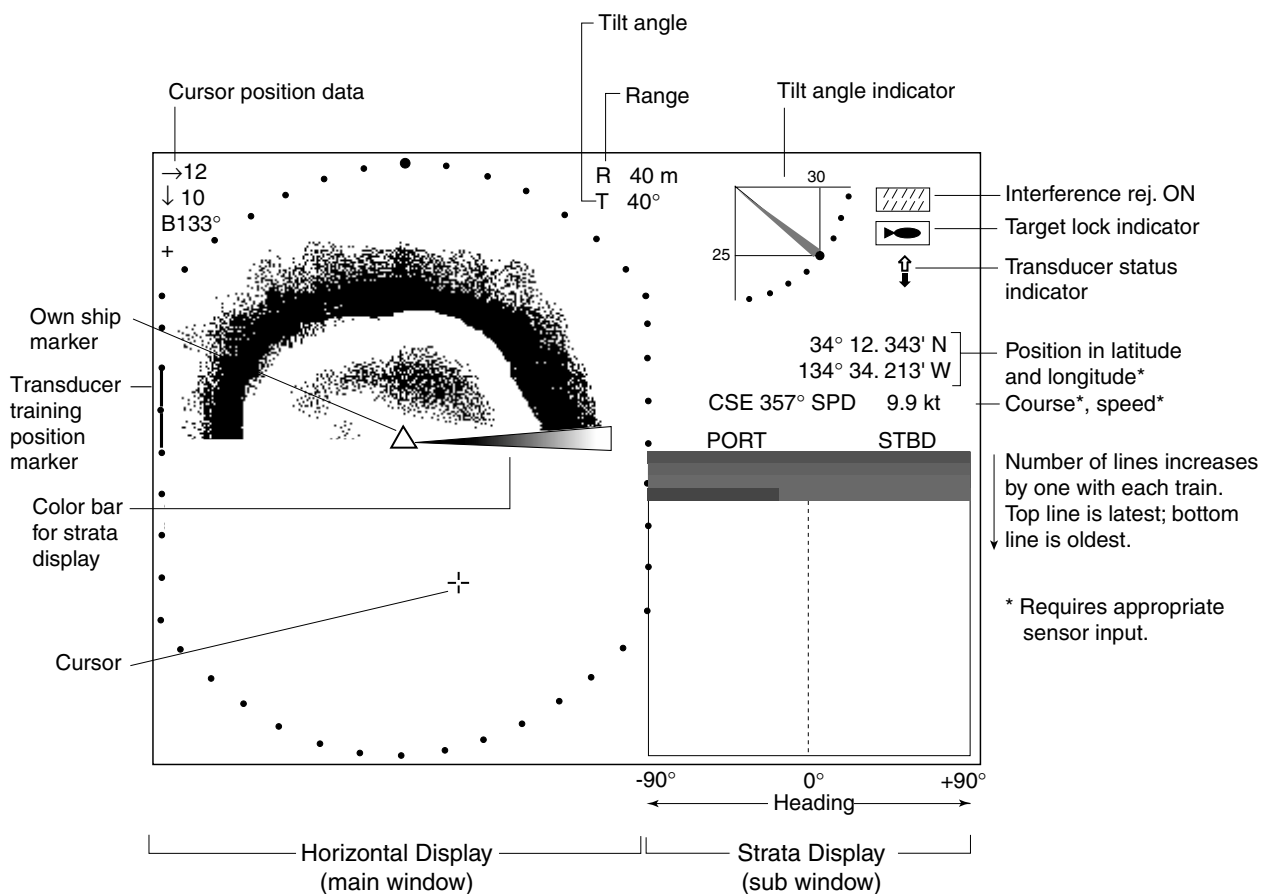 Tilt angle
Cursor position data
Range
Tilt angle indicator
→12
↓ 10
B133°
+
R 40 m
T 40°
30
25
Interference rej. ON
Target lock indicator
Transducer status
indicator
Own ship
marker
Transducer
training
position
marker
34° 12. 343' N
134° 34. 213' W
Position in latitude
and longitude*
CSE 357° SPD 9.9 kt
Course*, speed*
PORT STBD
Number of lines increases
by one with each train.
Top line is latest; bottom
line is oldest.
Color bar
for strata
display
* Requires appropriate
sensor input.
Cursor
-90° 0° +90°
Heading
Horizontal Display
(main window)
Strata Display
(sub window)